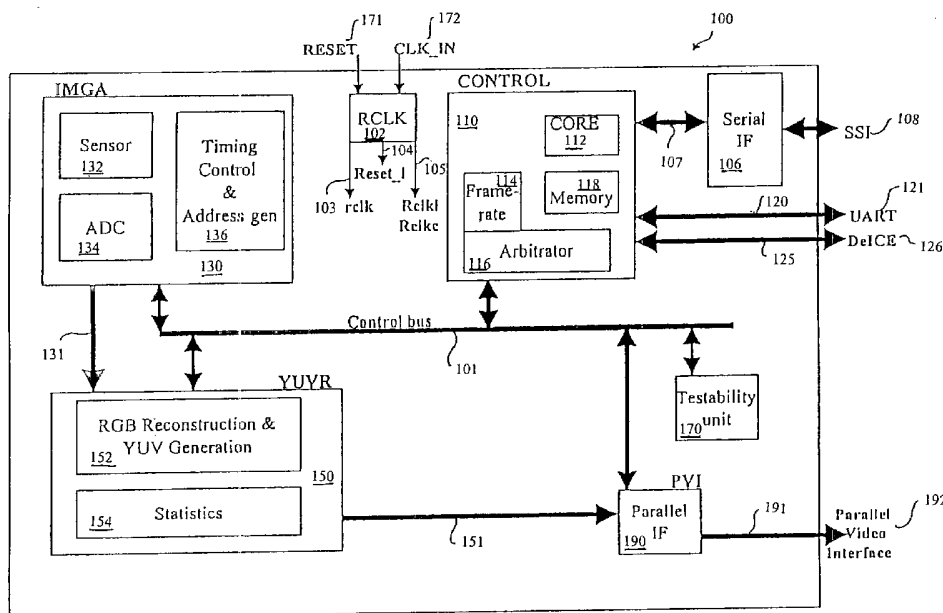 171
172
RESET
CLK_IN
100
IMGA
CONTROL
Sensor
132
ADC
134
Timing
Control
&
Address gen
136
130
RCLK
102
104
Reset_1
105
103 rclk
Rclkl
Rclkc
110
CORE
112
114
Frame-
rate
118
Memory
116
Arbitrator
107
Serial
IF
106
SSI
108
120
UART
121
DeICE
126
125
131
Control bus
101
YUVR
RGB Reconstruction &
YUV Generation
152
150
154
Statistics
151
Testability
unit
170
PVI
Parallel
IF
190
191
Parallel
Video
Interface
192